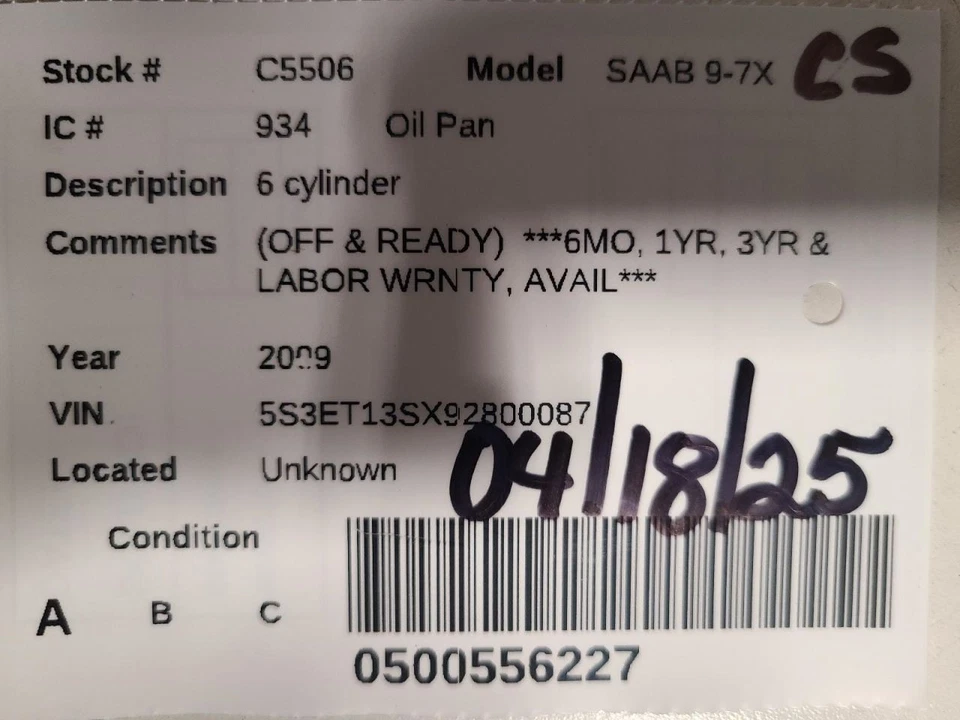 Stock # C5506 Model SAAB 9-7X CS
IC # 934 Oil Pan
Description 6 cylinder
Comments (OFF & READY) ***6MO, 1YR, 3YR &
LABOR WRNTY, AVAIL***
Year 2009
VIN 5S3ET13SX92800087
Located Unknown
04/18/25
Condition
A B C
0500556227